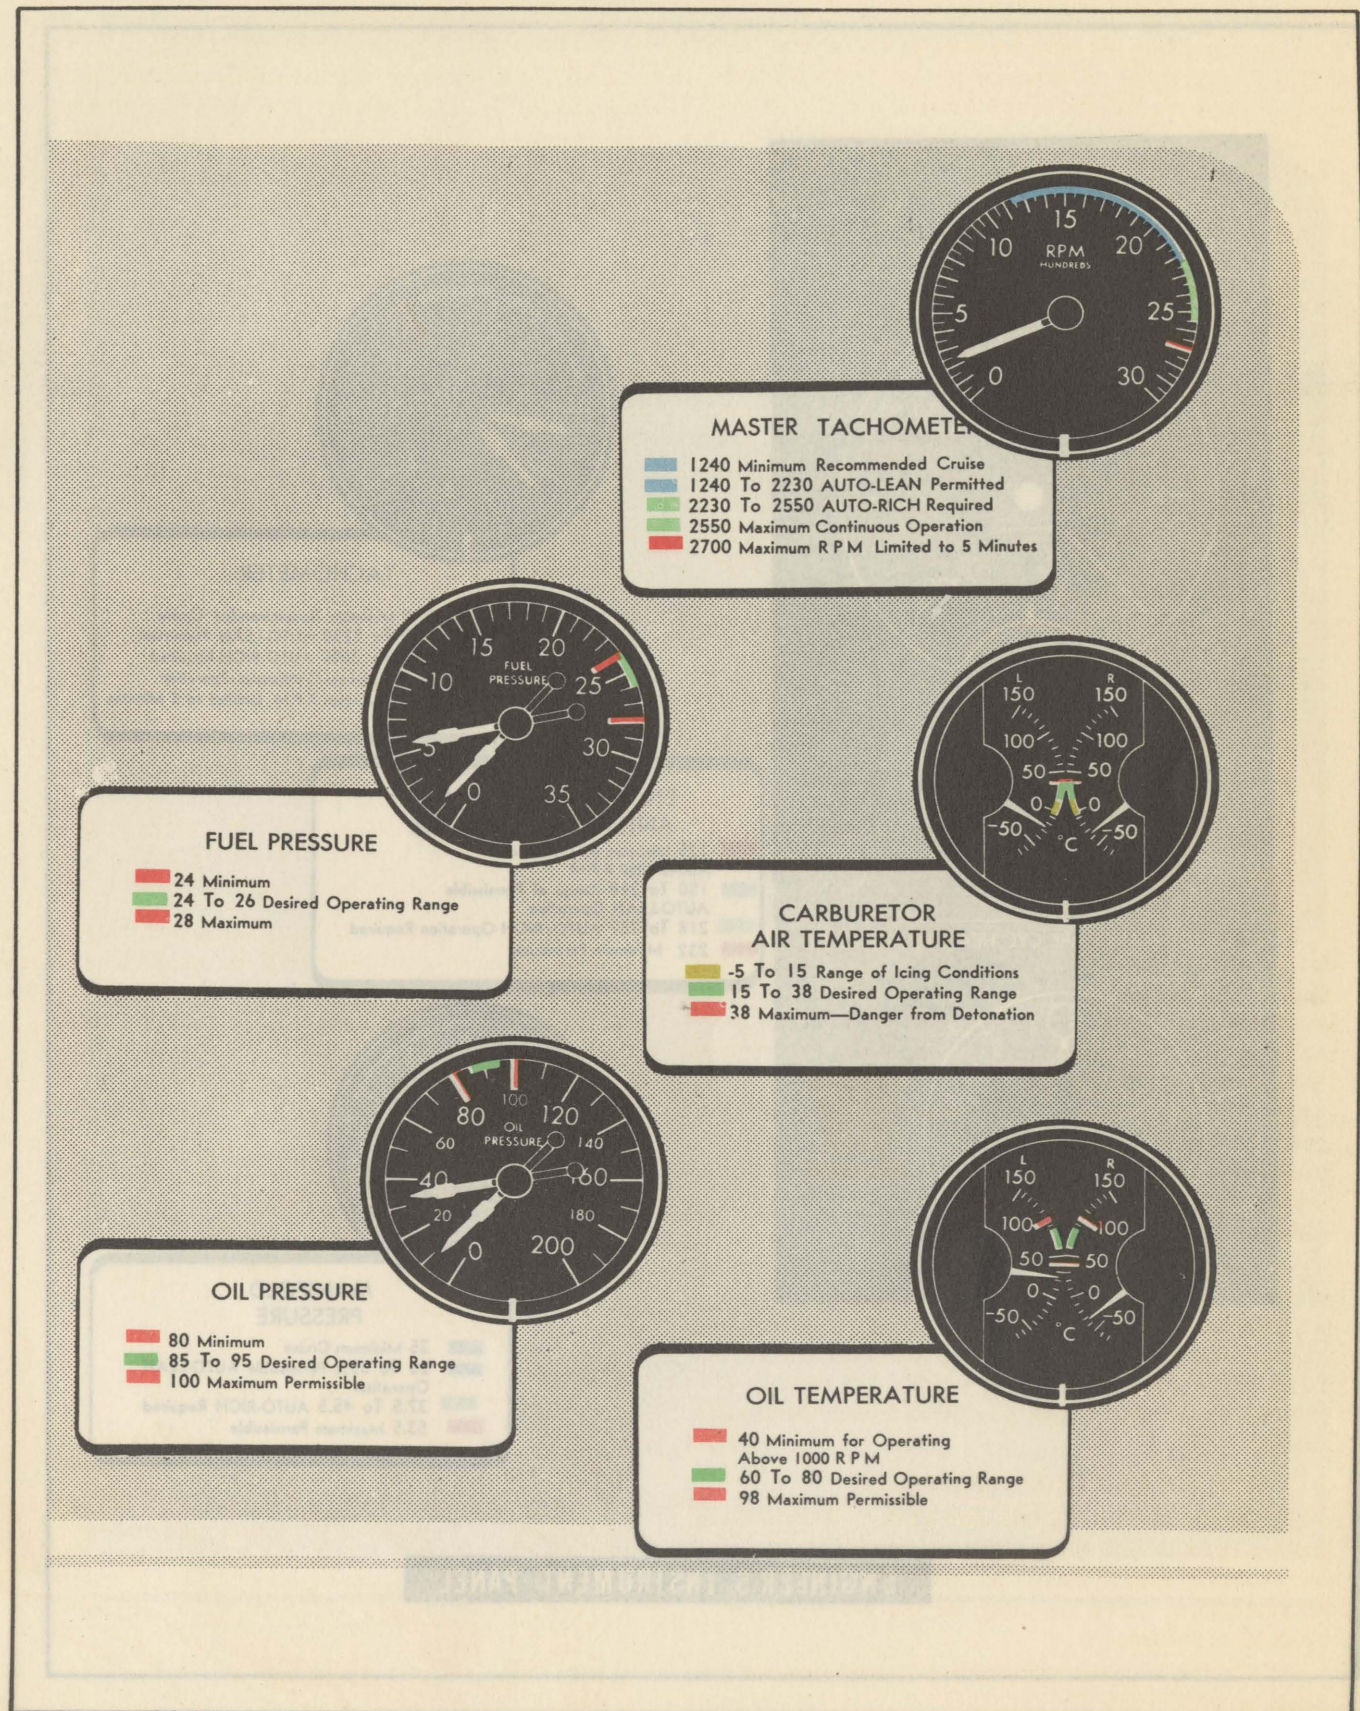 15
10
20
RPM
HUNDREDS
5
25
0
30
MASTER TACHOMETE
1240 Minimum Recommended Cruise
1240 To 2230 AUTO-LEAN Permitted
2230 To 2550 AUTO-RICH Required
2550 Maximum Continuous Operation
2700 Maximum R P M Limited to 5 Minutes
15
20
FUEL
PRESSURE
10
25
5
30
0
35
FUEL PRESSURE
24 Minimum
24 To 26 Desired Operating Range
28 Maximum
L
R
150
150
100
100
50
50
0
0
-50
-50
°C
CARBURETOR
AIR TEMPERATURE
-5 To 15 Range of Icing Conditions
15 To 38 Desired Operating Range
38 Maximum—Danger from Detonation
100
80
120
OIL
PRESSURE
60
140
40
160
20
180
0
200
OIL PRESSURE
80 Minimum
85 To 95 Desired Operating Range
100 Maximum Permissible
L
R
150
150
100
100
50
50
0
0
-50
-50
°C
OIL TEMPERATURE
40 Minimum for Operating
Above 1000 R P M
60 To 80 Desired Operating Range
98 Maximum Permissible